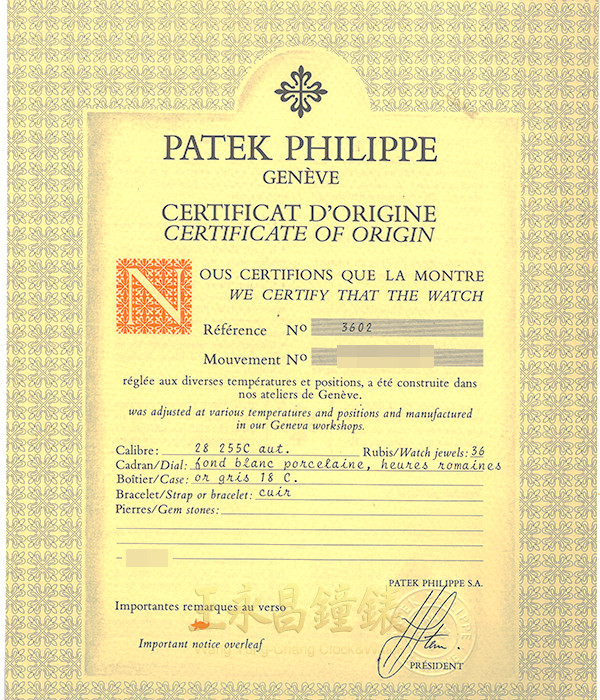 PATEK PHILIPPE
GENÈVE
CERTIFICAT D'ORIGINE
CERTIFICATE OF ORIGIN
NOUS CERTIFIONS QUE LA MONTRE
WE CERTIFY THAT THE WATCH
Référence Nº 3602
Mouvement Nº
réglée aux diverses températures et positions, a été construite dans
nos ateliers de Genève.
was adjusted at various temperatures and positions and manufactured
in our Geneva workshops.
Calibre: 28 255C aut. Rubis/Watch jewels: 36
Cadran/Dial: fond blanc porcelaine, heures romaines
Boîtier/Case: or gris 18 C.
Bracelet/Strap or bracelet: cuir
Pierres/Gem stones:
-
PATEK PHILIPPE S.A.
王永昌鐘錶
Importantes remarques au verso
Important notice overleaf
PRÉSIDENT